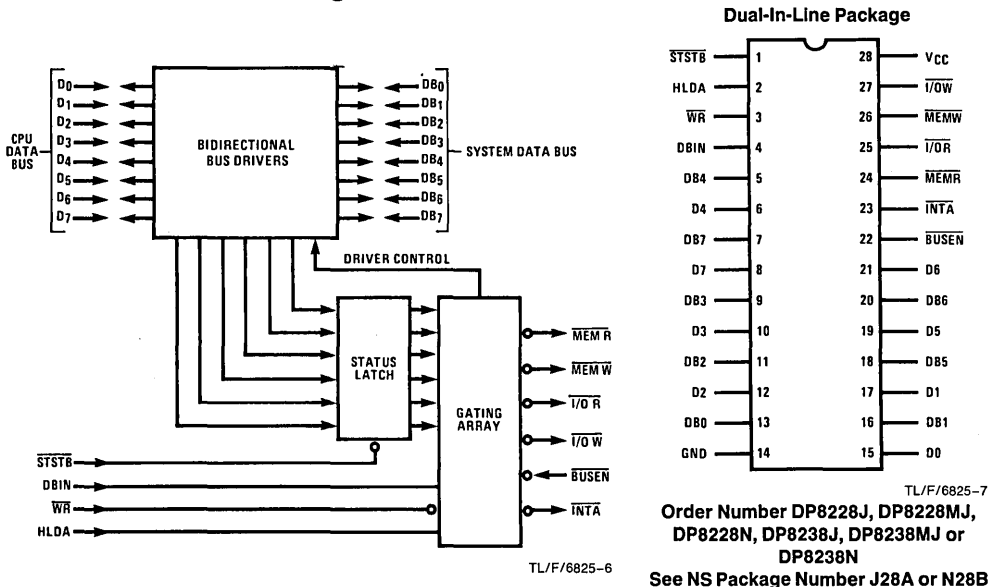 Dual-In-Line Package
D0
D1
D2
D3
D4
D5
D6
D7
CPU
DATA
BUS
BIDIRECTIONAL
BUS DRIVERS
DB0
DB1
DB2
DB3
DB4
DB5
DB6
DB7
SYSTEM DATA BUS
DRIVER CONTROL
STATUS
LATCH
GATING
ARRAY
MEM R
MEM W
I/O R
I/O W
BUSEN
INTA
STSTB
DBIN
WR
HLDA
TL/F/6825-6
STSTB 1 28 VCC
HLDA 2 27 I/OW
WR 3 26 MEMW
DBIN 4 25 I/OR
DB4 5 24 MEMR
D4 6 23 INTA
DB7 7 22 BUSEN
D7 8 21 D6
DB3 9 20 DB6
D3 10 19 D5
DB2 11 18 DB5
D2 12 17 D1
DB0 13 16 DB1
GND 14 15 D0
TL/F/6825-7
Order Number DP8228J, DP8228MJ,
DP8228N, DP8238J, DP8238MJ or
DP8238N
See NS Package Number J28A or N28B